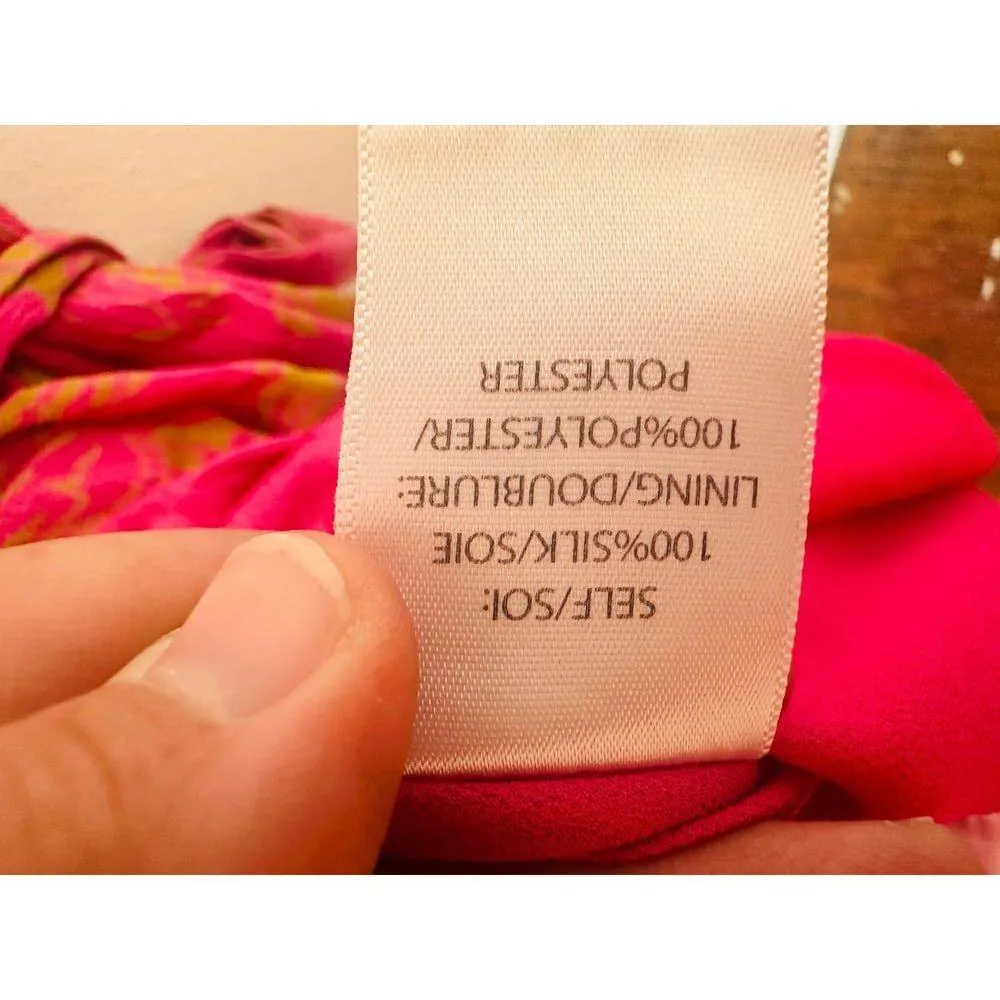 SELF/SOI:
100%SILK/SOIE
LINING/DOUBLURE:
100%POLYESTER/
POLYESTER